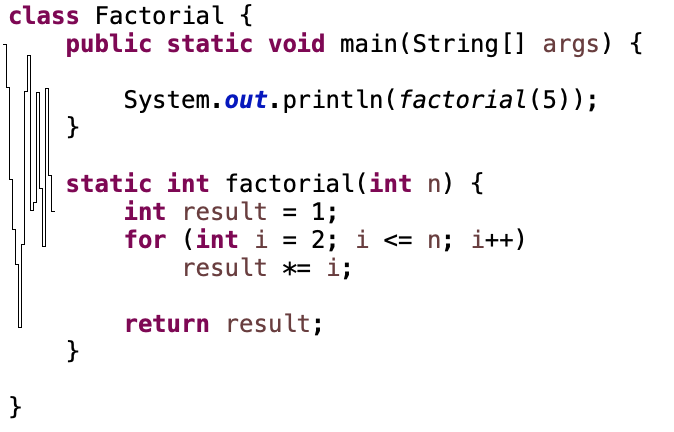 class Factorial {
    public static void main(String[] args) {
        System.out.println(factorial(5));
    }
    static int factorial(int n) {
        int result = 1;
        for (int i = 2; i <= n; i++)
            result *= i;
        return result;
    }
}